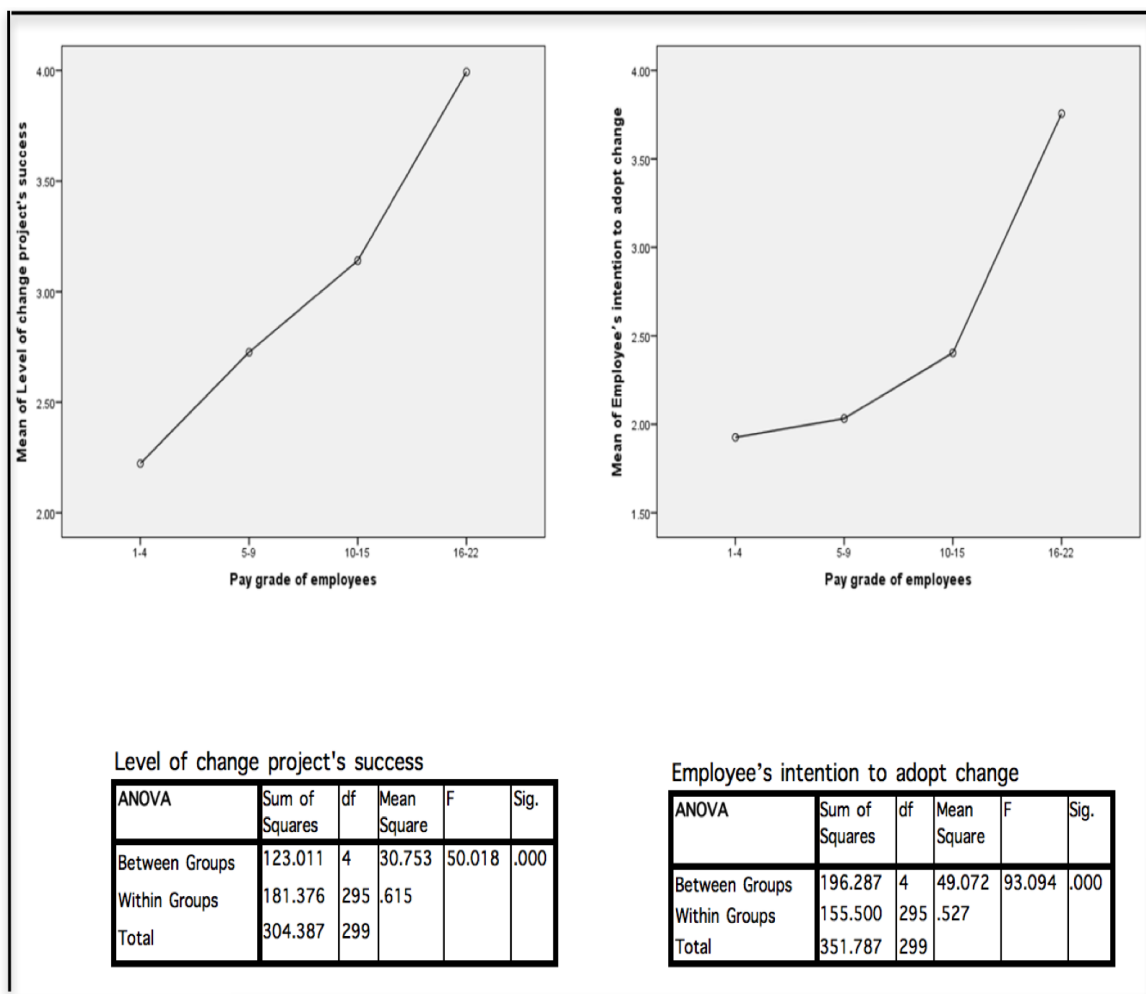 Mean of Level of change project's success
4.00
3.50
3.00
2.50
2.00
1-4 5-9 10-15 16-22
Pay grade of employees
Mean of Employee's intention to adopt change
4.00
3.50
3.00
2.50
2.00
1.50
1-4 5-9 10-15 16-22
Pay grade of employees
Level of change project's success
ANOVA Sum of Squares df Mean Square F Sig.
Between Groups 123.011 4 30.753 50.018 .000
Within Groups 181.376 295 .615
Total 304.387 299
Employee's intention to adopt change
ANOVA Sum of Squares df Mean Square F Sig.
Between Groups 196.287 4 49.072 93.094 .000
Within Groups 155.500 295 .527
Total 351.787 299